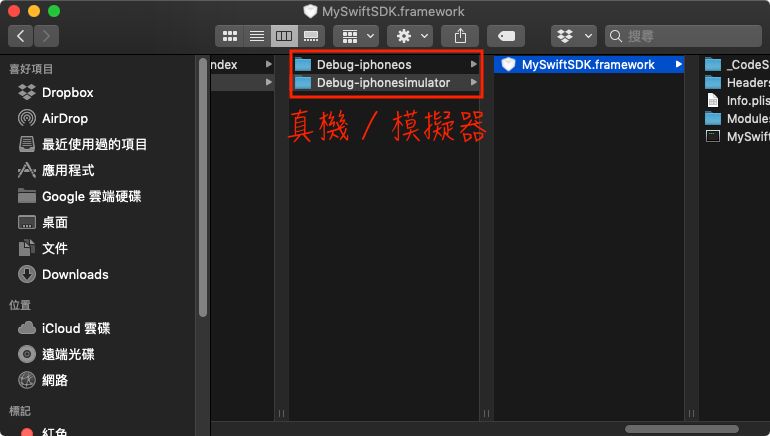 MySwiftSDK.framework
搜尋
喜好項目
Dropbox
AirDrop
最近使用過的項目
應用程式
Google 雲端硬碟
桌面
文件
Downloads
位置
iCloud 雲碟
遠端光碟
網路
標記
紅色
ndex
Debug-iphoneos
Debug-iphonesimulator
真機 / 模擬器
MySwiftSDK.framework
_CodeS
Headers
Info.plis
Modules
MySwift